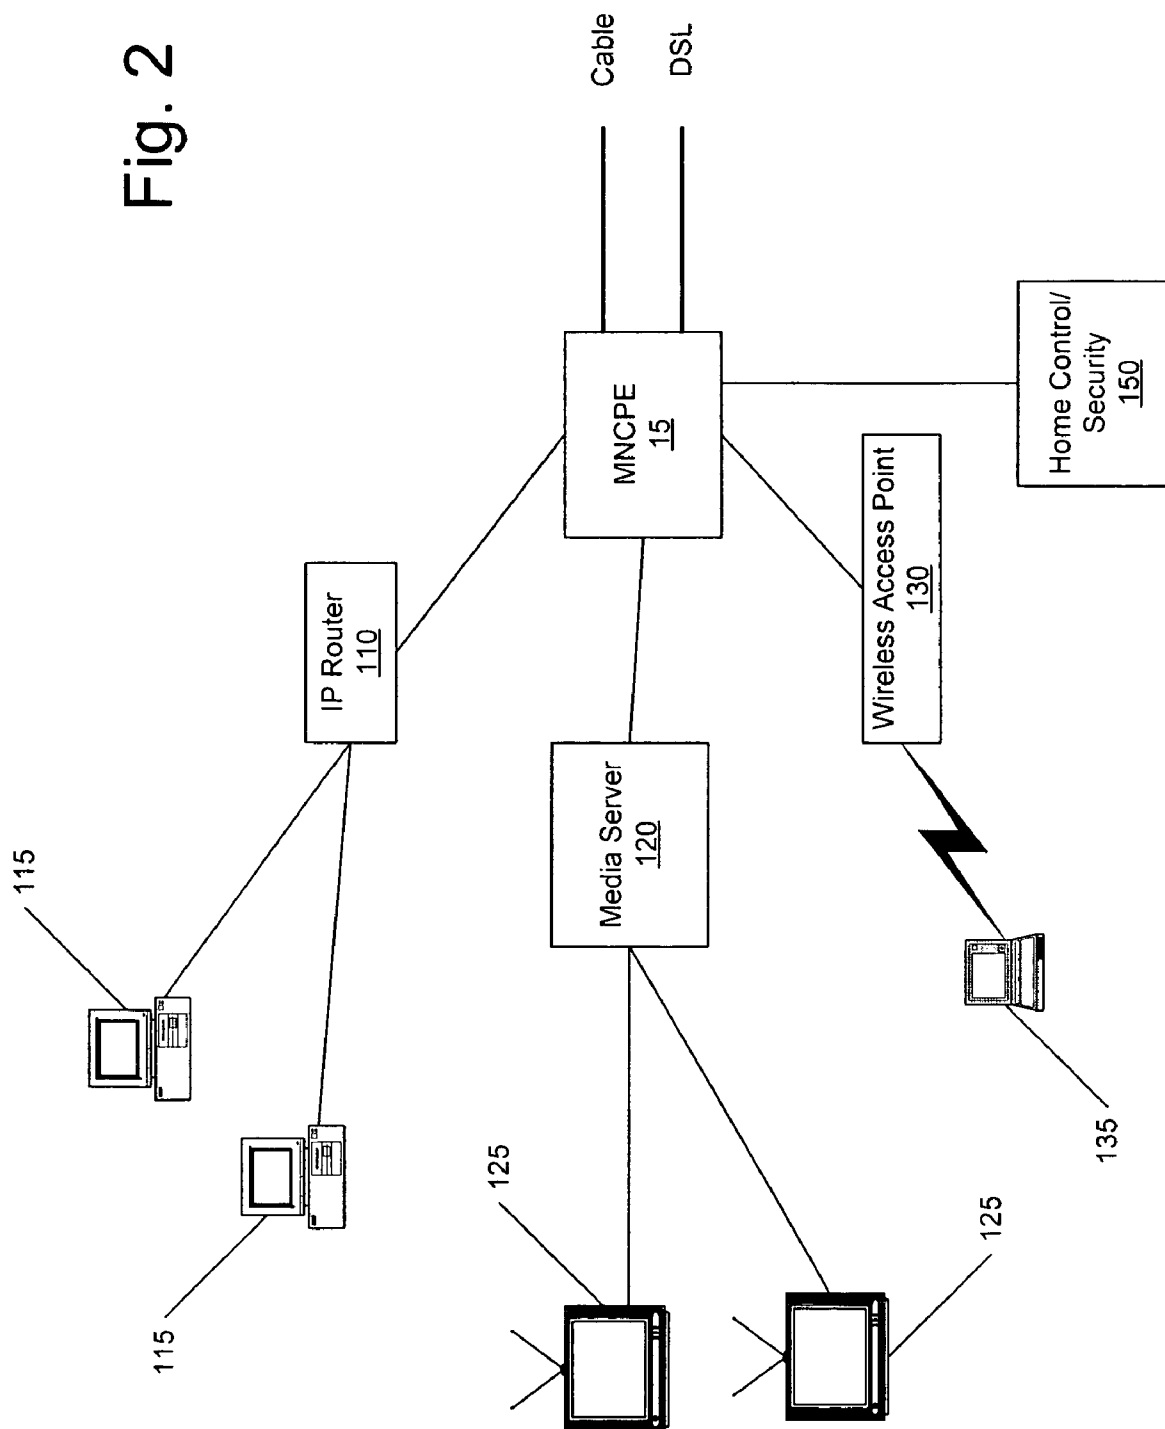 Fig. 2
Cable
DSL
MNCPE
15
IP Router
110
Media Server
120
Wireless Access Point
130
Home Control/
Security
150
115
115
125
125
135